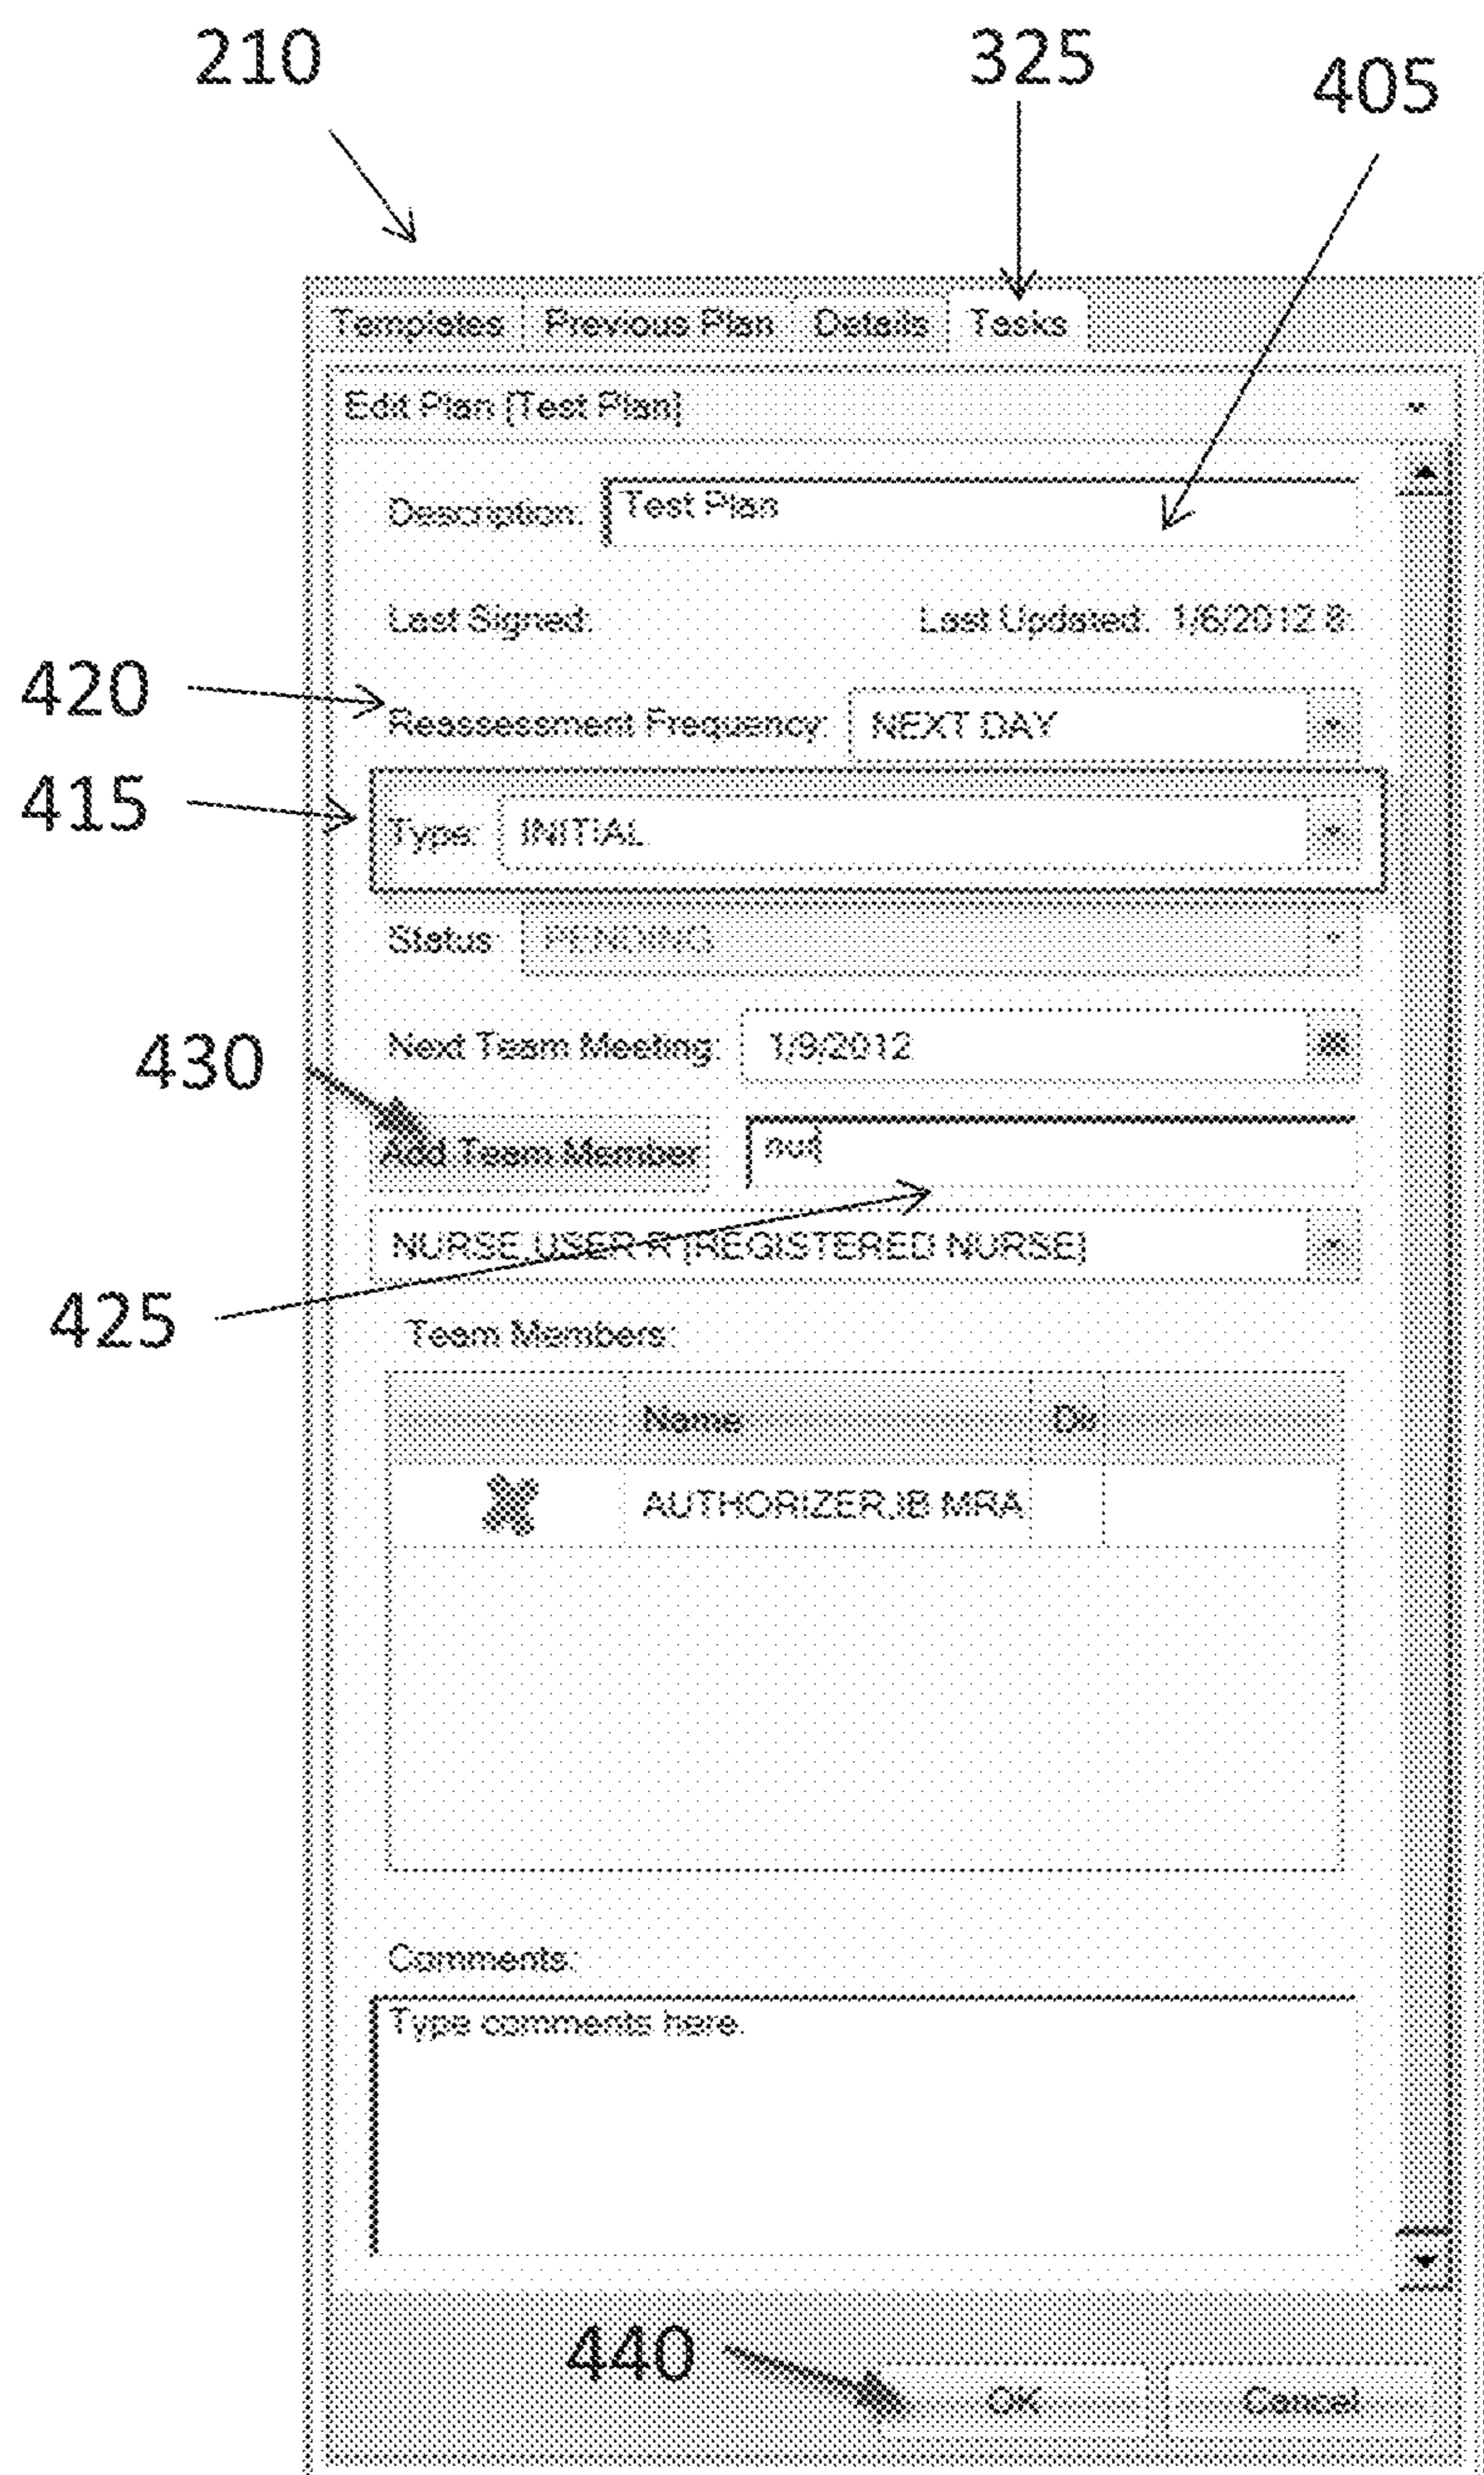 210 325 405
Templates Previous Plan Details Tasks
Edit Plan [Test Plan]
Description: Test Plan
Last Signed: Last Updated: 1/6/2012 8:
420
Reassessment Frequency: NEXT DAY
415
Type: INITIAL
Status: PENDING
430
Next Team Meeting: 1/9/2012
Add Team Member nur
NURSE,USER R [REGISTERED NURSE]
425
Team Members:
Name Dis
AUTHORIZER,IB MRA
Comments:
Type comments here.
440
OK Cancel